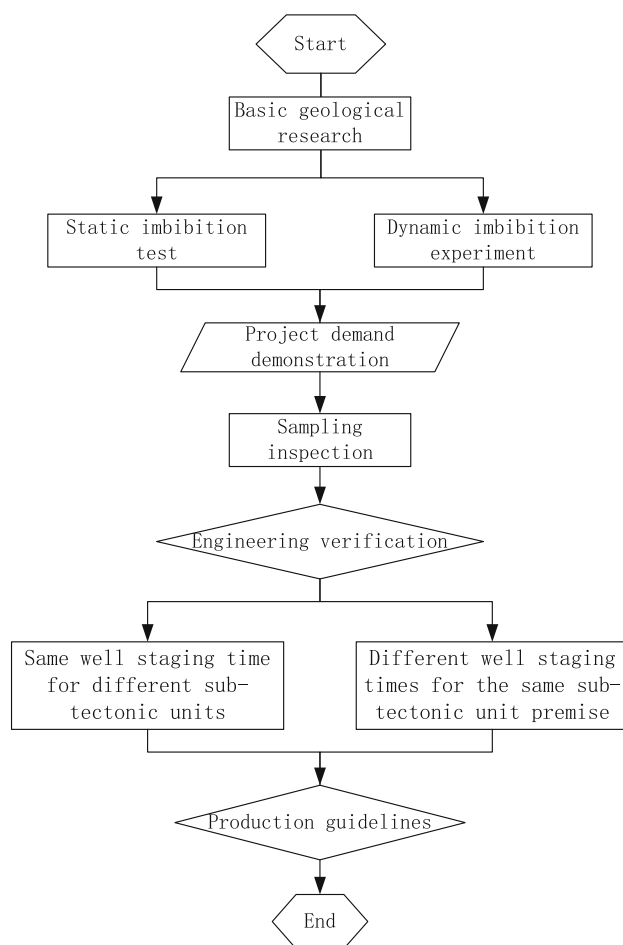 Start
Basic geological
research
Static imbibition
test
Dynamic imbibition
experiment
Project demand
demonstration
Sampling
inspection
Engineering verification
Same well staging time
for different sub-
tectonic units
Different well staging
times for the same sub-
tectonic unit premise
Production guidelines
End